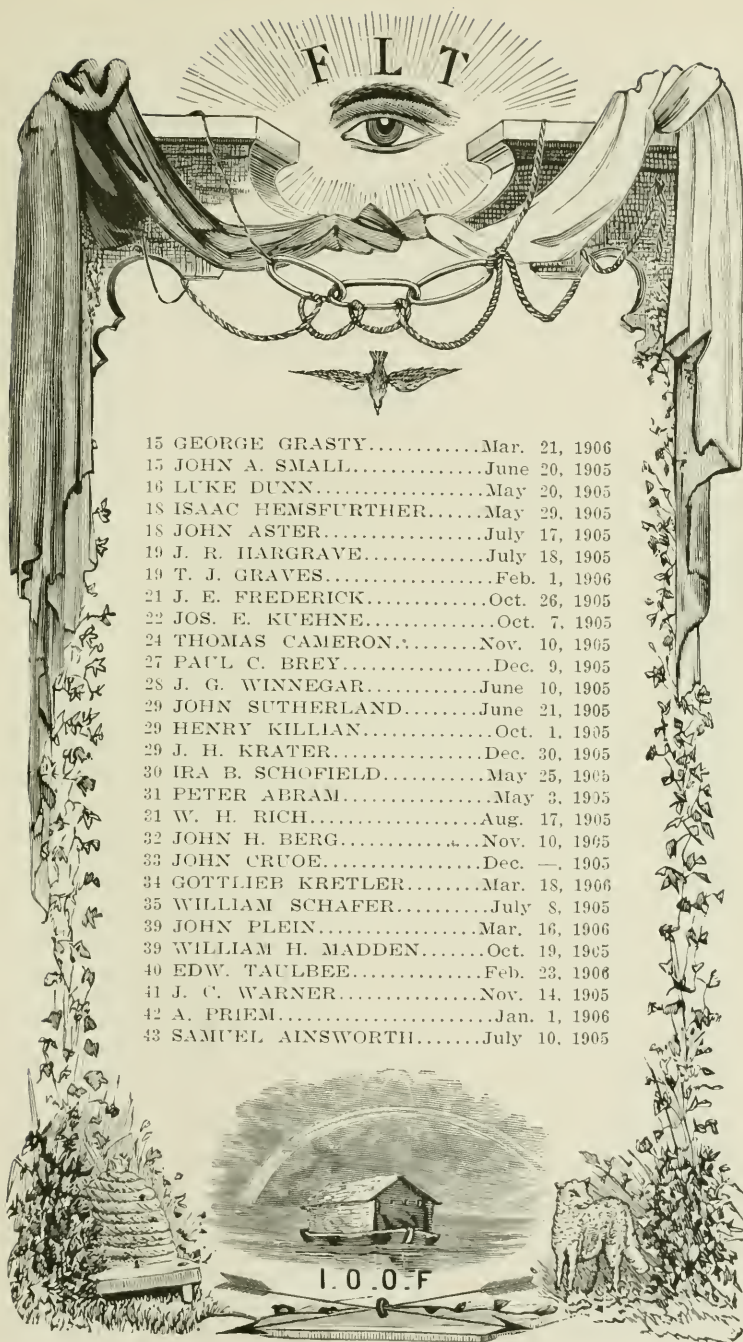 F L T
15 GEORGE GRASTY............Mar. 21, 1906
15 JOHN A. SMALL............June 20, 1905
16 LUKE DUNN................May 20, 1905
18 ISAAC HEMSFURTHER......May 29, 1905
18 JOHN ASTER...............July 17, 1905
19 J. R. HARGRAVE...........July 18, 1905
19 T. J. GRAVES................Feb. 1, 1906
21 J. E. FREDERICK...........Oct. 26, 1905
22 JOS. E. KUEHNE............Oct. 7, 1905
24 THOMAS CAMERON.........Nov. 10, 1905
27 PAUL C. BREY..............Dec. 9, 1905
28 J. G. WINNEGAR..........June 10, 1905
29 JOHN SUTHERLAND........June 21, 1905
29 HENRY KILLIAN............Oct. 1, 1905
29 J. H. KRATER.............Dec. 30, 1905
30 IRA B. SCHOFIELD.........May 25, 1905
31 PETER ABRAM..............May 3, 1905
31 W. H. RICH................Aug. 17, 1905
32 JOHN H. BERG............Nov. 10, 1905
33 JOHN CRUOE...............Dec. —, 1905
34 GOTTLIEB KRETLER........Mar. 18, 1906
35 WILLIAM SCHAFER.........July 8, 1905
39 JOHN PLEIN...............Mar. 16, 1906
39 WILLIAM H. MADDEN......Oct. 19, 1905
40 EDW. TAULBEE............Feb. 23, 1906
41 J. C. WARNER.............Nov. 14, 1905
42 A. PRIEM....................Jan. 1, 1906
43 SAMUEL AINSWORTH.......July 10, 1905
I.O.O.F